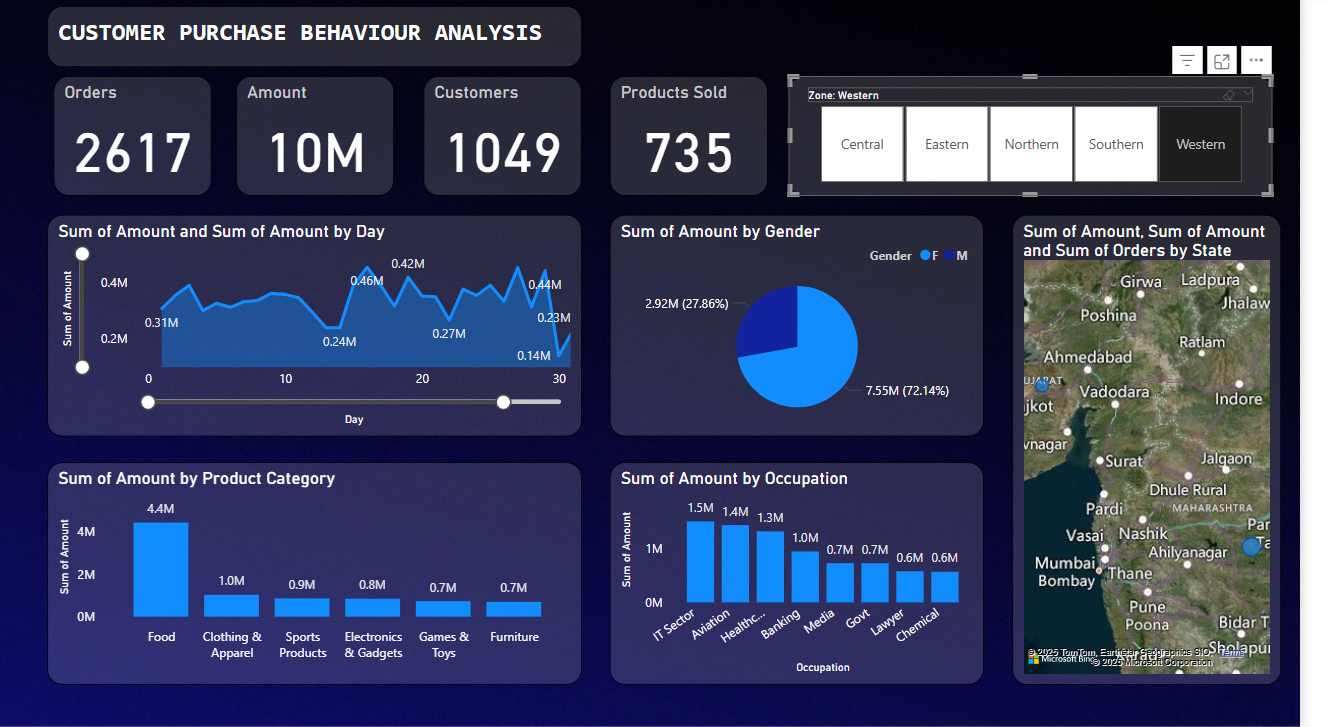 CUSTOMER PURCHASE BEHAVIOUR ANALYSIS
Orders
2617
Amount
10M
Customers
1049
Products Sold
735
Zone: Western
Central
Eastern
Northern
Southern
Western
Sum of Amount and Sum of Amount by Day
Sum of Amount
0.4M
0.2M
0.31M
0.24M
0.46M
0.42M
0.27M
0.44M
0.23M
0.14M
0
10
20
30
Day
Sum of Amount by Gender
Gender F M
2.92M (27.86%)
7.55M (72.14%)
Sum of Amount, Sum of Amount
and Sum of Orders by State
Girwa
Ladpura
Jhalaw
Poshina
Ratlam
Ahmedabad
UJARAT
Vadodara
Indore
jkot
vnagar
Surat
Jalgaon
Dhule Rural
Pardi
MAHARASHTRA
Vasai
Nashik
Par
Ta
Ahilyanagar
Mumbai
Bombay
Thane
Pune
Poona
Bidar T
Sholapur
© 2025 TomTom, Earthstar Geographics SIO, Terms
Microsoft Bing
© 2025 Microsoft Corporation
Sum of Amount by Product Category
Sum of Amount
4M
2M
0M
4.4M
1.0M
0.9M
0.8M
0.7M
0.7M
Food
Clothing &
Apparel
Sports
Products
Electronics
& Gadgets
Games &
Toys
Furniture
Sum of Amount by Occupation
Sum of Amount
1M
0M
1.5M
1.4M
1.3M
1.0M
0.7M
0.7M
0.6M
0.6M
IT Sector
Aviation
Healthc...
Banking
Media
Govt
Lawyer
Chemical
Occupation